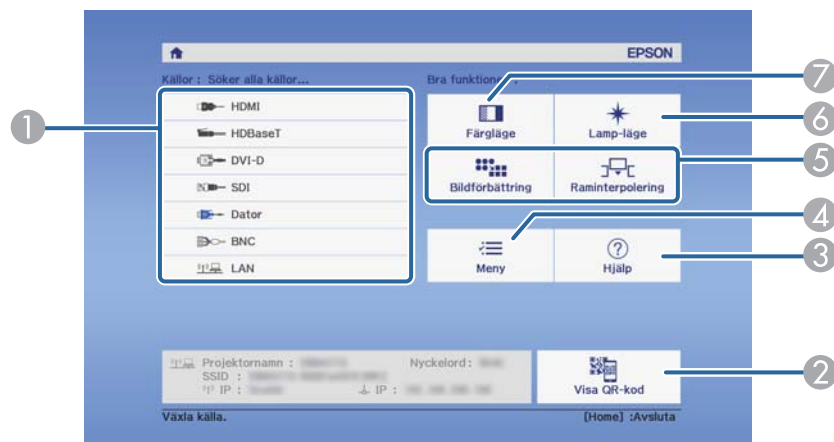 EPSON
Källor : Söker alla källor...
Bra funktioner
HDMI
HDBaseT
DVI-D
SDI
Dator
BNC
LAN
1
Färgläge
Lamp-läge
7
6
Bildförbättring
Raminterpolering
5
Meny
Hjälp
4
3
Projektornamn :
Nyckelord:
SSID :
IP :
IP :
Visa QR-kod
2
Växla källa.
[Home] :Avsluta